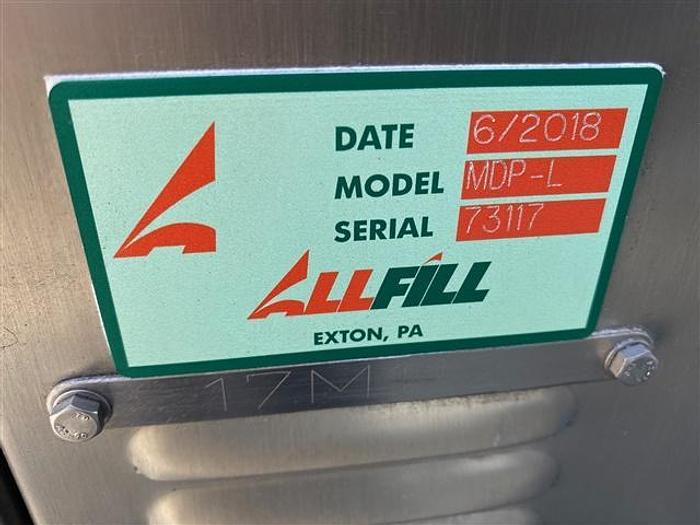 DATE 6/2018
MODEL MDP-L
SERIAL 73117
ALLFILL
EXTON, PA
17M